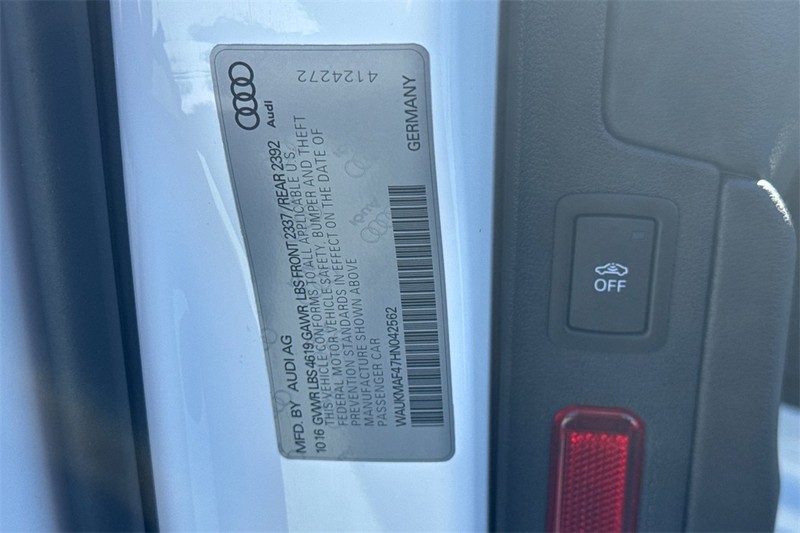 4124272
Audi
GERMANY
MFD. BY AUDI AG
1016 GVWR LBS 4619 GAWR LBS FRONT 2337 / REAR 2392
THIS VEHICLE CONFORMS TO ALL APPLICABLE U.S.
FEDERAL MOTOR VEHICLE SAFETY, BUMPER AND THEFT
PREVENTION STANDARDS IN EFFECT ON THE DATE OF
MANUFACTURE SHOWN ABOVE
PASSENGER CAR
WAUKMAF47HN042562
Audi
OFF